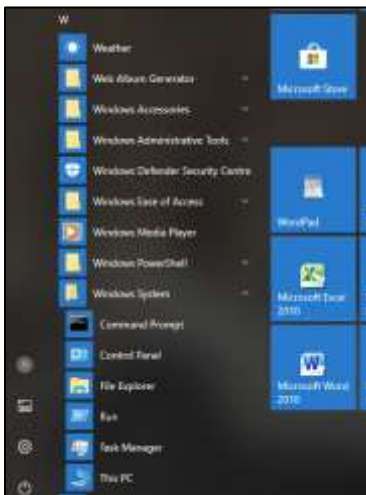 W
Weather
Web Album Generator
Windows Accessories
Windows Administrative Tools
Windows Defender Security Centre
Windows Ease of Access
Windows Media Player
Windows PowerShell
Windows System
Command Prompt
Control Panel
File Explorer
Run
Task Manager
This PC
Microsoft Store
WordPad
Microsoft Excel
2010
Microsoft Word
2010